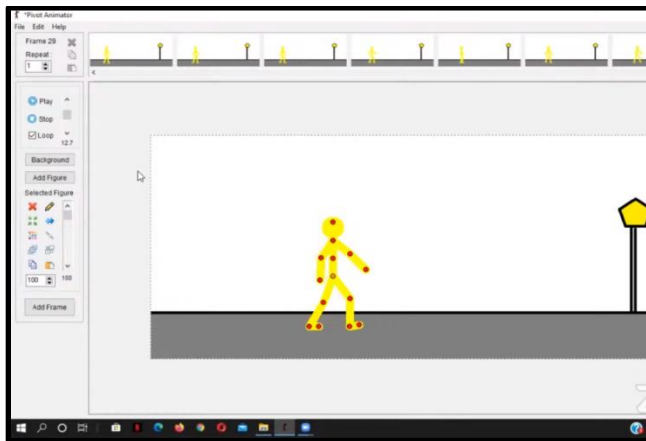 *Pivot Animator
File Edit Help
Frame 29
Repeat :
1
Play
Stop
Loop
12.7
Background
Add Figure
Selected Figure
100
Add Frame